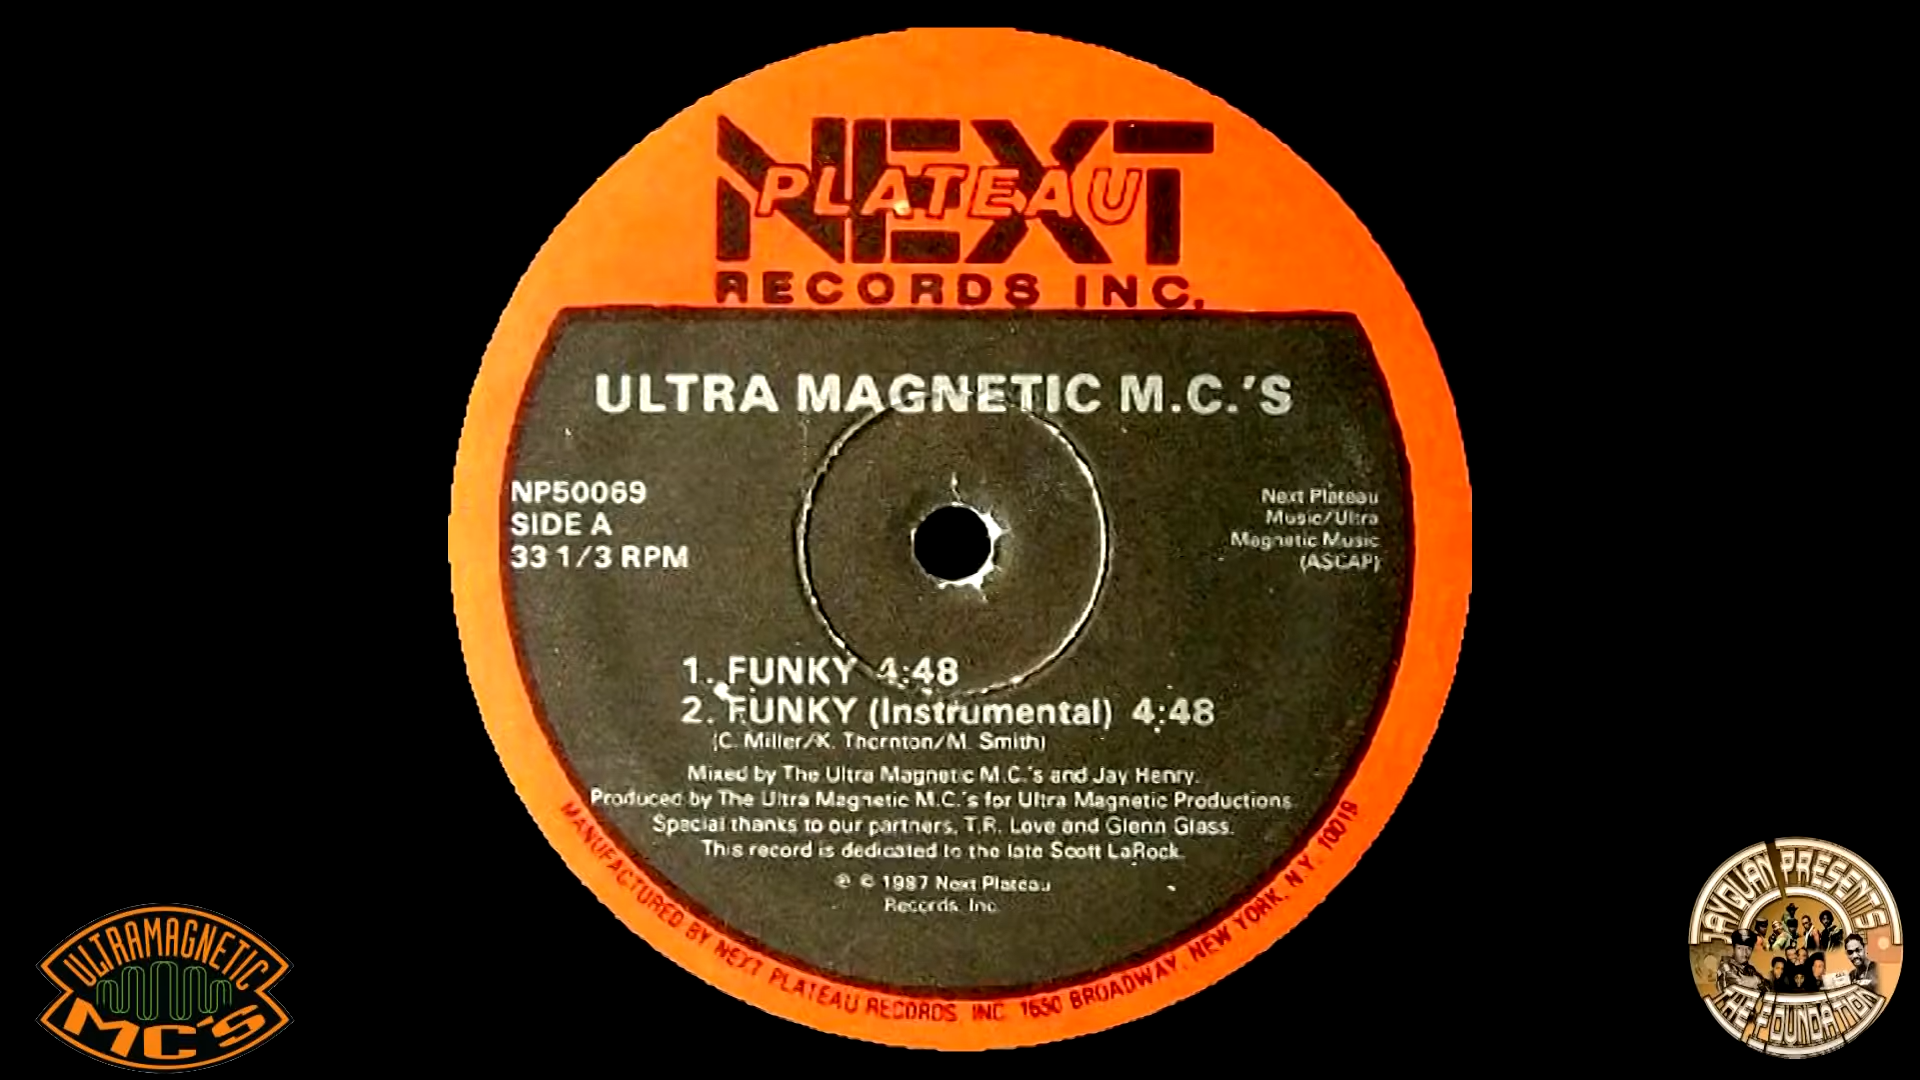 NEXT
PLATEAU
RECORDS INC.
ULTRA MAGNETIC M.C.'S
NP50069
SIDE A
33 1/3 RPM
Next Plateau
Music/Ultra
Magnetic Music
(ASCAP)
1. FUNKY 4:48
2. FUNKY (Instrumental) 4:48
(C. Miller/K. Thornton/M. Smith)
Mixed by The Ultra Magnetic M.C.'s and Jay Henry.
Produced by The Ultra Magnetic M.C.'s for Ultra Magnetic Productions
Special thanks to our partners, T.R. Love and Glenn Glass.
This record is dedicated to the late Scott LaRock.
℗ © 1987 Next Plateau
Records, Inc.
MANUFACTURED BY NEXT PLATEAU RECORDS, INC. 1650 BROADWAY, NEW YORK, N.Y. 10019
ULTRAMAGNETIC
MC'S
JAYQUAN PRESENTS
THE FOUNDATION